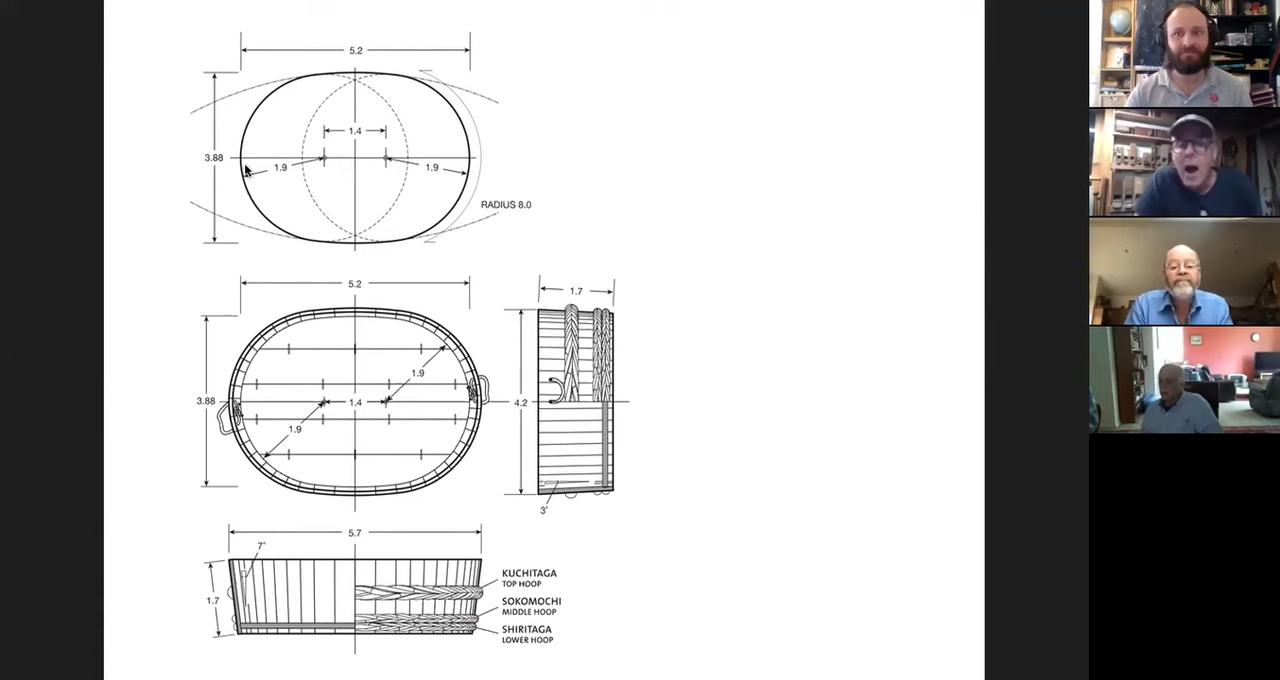 5.2
1.4
3.88
1.9
1.9
RADIUS 8.0
5.2
1.7
1.9
3.88
1.4
4.2
1.9
3°
5.7
7°
KUCHITAGA
TOP HOOP
1.7
SOKOMOCHI
MIDDLE HOOP
SHIRITAGA
LOWER HOOP